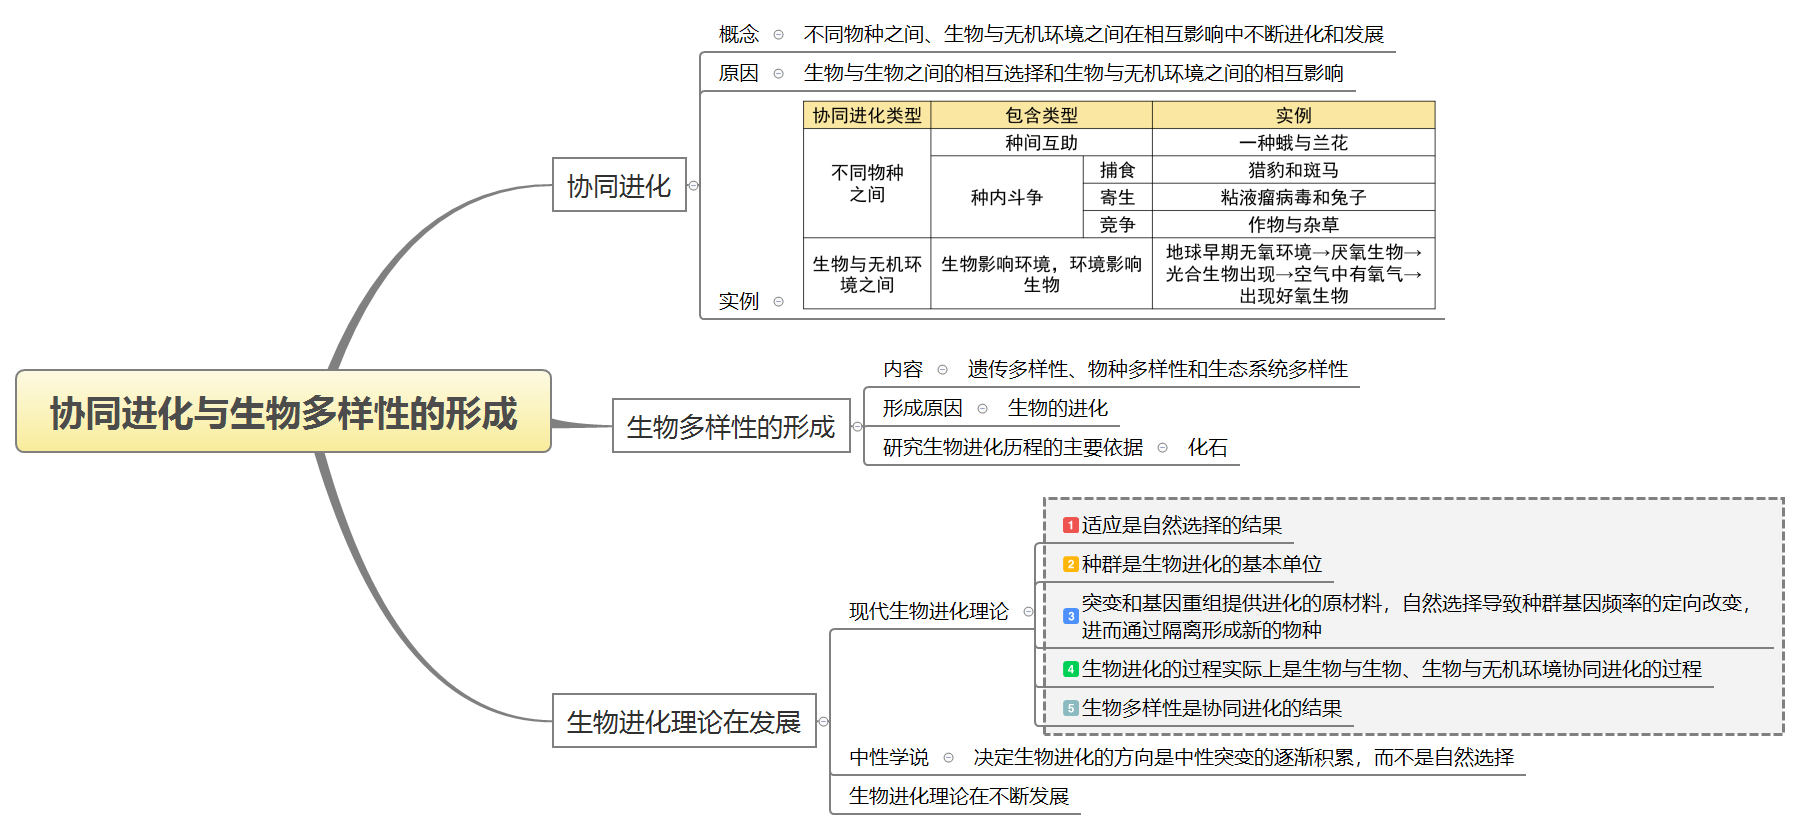 协同进化与生物多样性的形成
协同进化
概念
不同物种之间、生物与无机环境之间在相互影响中不断进化和发展
原因
生物与生物之间的相互选择和生物与无机环境之间的相互影响
实例
协同进化类型 包含类型 实例
不同物种
之间
种间互助 一种蛾与兰花
种内斗争
捕食 猎豹和斑马
寄生 粘液瘤病毒和兔子
竞争 作物与杂草
生物与无机环
境之间
生物影响环境，环境影响
生物
地球早期无氧环境→厌氧生物→
光合生物出现→空气中有氧气→
出现好氧生物
生物多样性的形成
内容
遗传多样性、物种多样性和生态系统多样性
形成原因
生物的进化
研究生物进化历程的主要依据
化石
生物进化理论在发展
现代生物进化理论
1 适应是自然选择的结果
2 种群是生物进化的基本单位
3 突变和基因重组提供进化的原材料，自然选择导致种群基因频率的定向改变，
进而通过隔离形成新的物种
4 生物进化的过程实际上是生物与生物、生物与无机环境协同进化的过程
5 生物多样性是协同进化的结果
中性学说
决定生物进化的方向是中性突变的逐渐积累，而不是自然选择
生物进化理论在不断发展